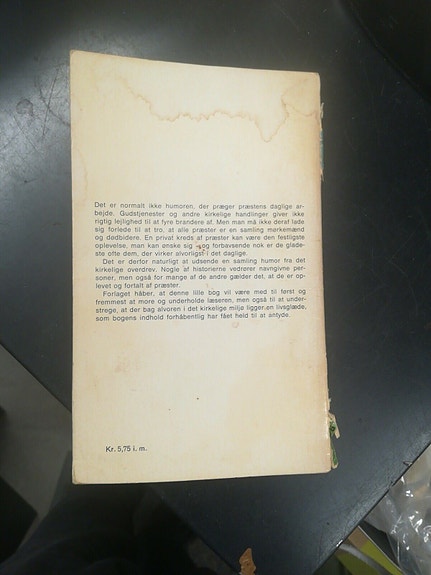 Det er normalt ikke humoren, der præger præstens daglige ar-
bejde. Gudstjenester og andre kirkelige handlinger giver ikke
rigtig lejlighed til at fyre brandere af. Men man må ikke deraf lade
sig forlede til at tro, at alle præster er en samling mørkemænd
og dødbidere. En privat kreds af præster kan være den festligste
oplevelse, man kan ønske sig - og forbavsende nok er de glade-
ste ofte dem, der virker alvorligst i det daglige.
Det er derfor naturligt at udsende en samling humor fra det
kirkelige overdrev. Nogle af historierne vedrører navngivne per-
soner, men også for mange af de andre gælder det, at de er op-
levet og fortalt af præster.
Forlaget håber, at denne lille bog vil være med til først og
fremmest at more og underholde læseren, men også til at under-
strege, at der bag alvoren i det kirkelige miljø ligger en livsglæde,
som bogens indhold forhåbentlig har fået held til at antyde.
Kr. 5,75 i. m.